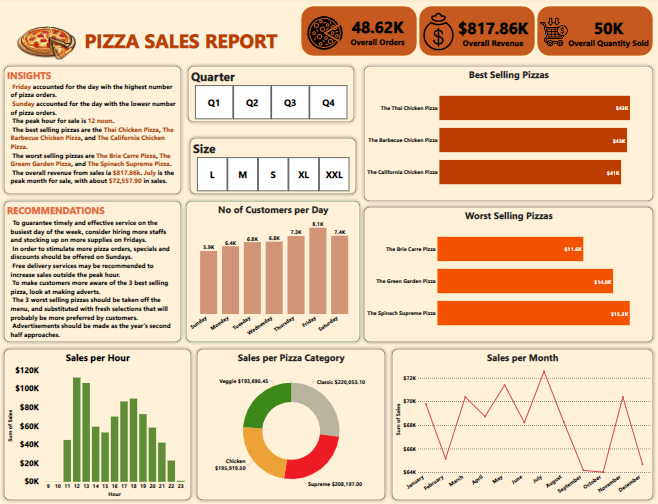 PIZZA SALES REPORT
48.62K
Overall Orders
$817.86K
Overall Revenue
50K
Overall Quantity Sold
INSIGHTS
Friday accounted for the day wih the highest number
of pizza orders.
Sunday accounted for the day with the lowesr number
of pizza orders.
The peak hour for sale is 12 noon.
The best selling pizzas are the Thai Chicken Pizza, The
Barbecue Chicken Pizza, and The California Chicken
Pizza.
The worst selling pizzas are The Brie Carre Pizza, The
Green Garden Pizza, and The Spinach Supreme Pizza.
The overall revenue from sales ia $817.86k. July is the
peak month for sale, with about $72,557.90 in sales.
Quarter
Q1 Q2 Q3 Q4
Size
L M S XL XXL
Best Selling Pizzas
The Thai Chicken Pizza $43K
The Barbecue Chicken Pizza $43K
The California Chicken Pizza $41K
RECOMMENDATIONS
To guarantee timely and effective service on the
busiest day of the week, consider hiring more staffs
and stocking up on more supplies on Fridays.
In order to stimulate more pizza orders, specials and
discounts should be offered on Sundays.
Free delivery services may be recommended to
increase sales outside the peak hour.
To make customers more aware of the 3 best selling
pizza, look at making adverts.
The 3 worst selling pizzas should be taken off the
menu, and substituted with fresh selections that will
probably be more preferred by customers.
Advertisements should be made as the year's second
half approaches.
No of Customers per Day
5.9K 6.4K 6.8K 6.8K 7.3K 8.1K 7.4K
Sunday Monday Tuesday Wednesday Thursday Friday Saturday
Worst Selling Pizzas
The Brie Carre Pizza $11.6K
The Green Garden Pizza $14.0K
The Spinach Supreme Pizza $15.3K
Sales per Hour
Sum of Sales
$120K
$100K
$80K
$60K
$40K
$20K
$0K
9 10 11 12 13 14 15 16 17 18 19 20 21 22 23
Hour
Sales per Pizza Category
Veggie $193,690.45
Classic $220,053.10
Chicken
$195,919.50
Supreme $208,197.00
Sales per Month
Sum of Sales
$72K
$70K
$68K
$66K
$64K
January February March April May June July August September October November December